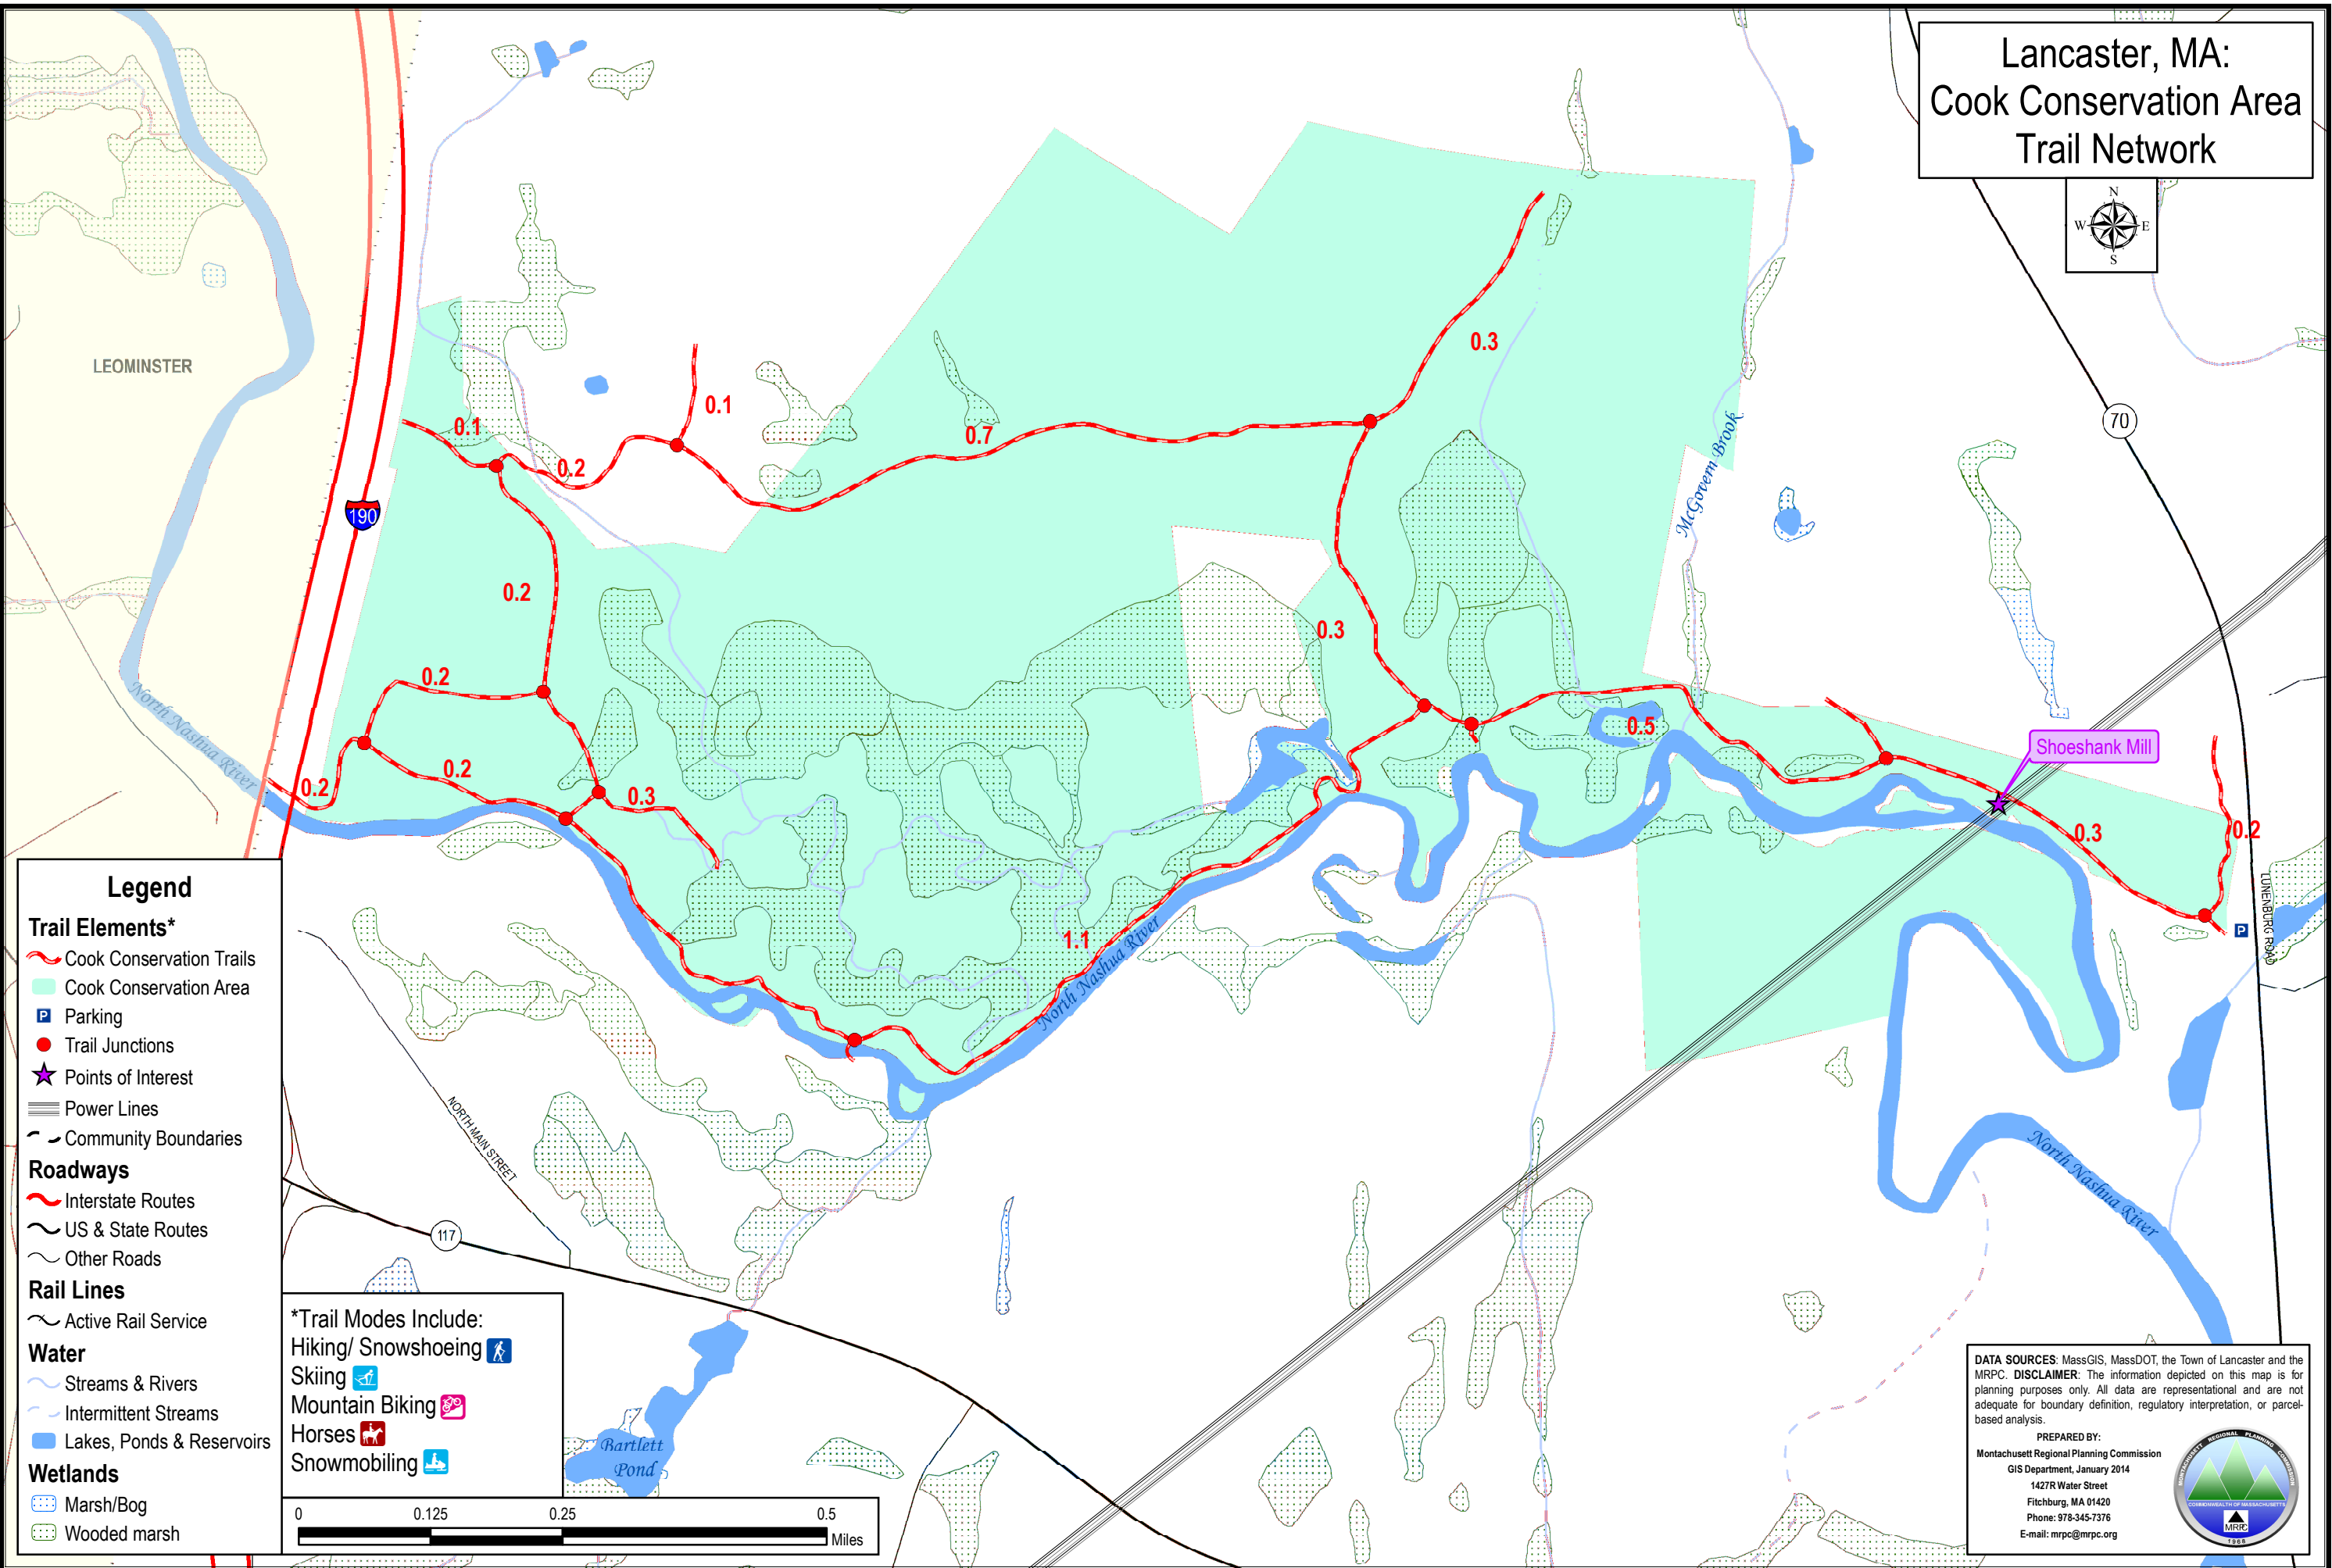 Lancaster, MA:
Cook Conservation Area
Trail Network
N
W
E
S
LEOMINSTER
190
70
0.1
0.1
0.2
0.7
0.3
0.2
0.2
0.2
0.2
0.3
0.3
0.5
0.3
0.2
1.1
McGovern Brook
North Nashua River
North Nashua River
North Nashua River
Shoeshank Mill
P
LUNENBURG ROAD
NORTH MAIN STREET
117
Bartlett
Pond
Legend
Trail Elements*
Cook Conservation Trails
Cook Conservation Area
P Parking
Trail Junctions
Points of Interest
Power Lines
Community Boundaries
Roadways
Interstate Routes
US & State Routes
Other Roads
Rail Lines
Active Rail Service
Water
Streams & Rivers
Intermittent Streams
Lakes, Ponds & Reservoirs
Wetlands
Marsh/Bog
Wooded marsh
*Trail Modes Include:
Hiking/ Snowshoeing
Skiing
Mountain Biking
Horses
Snowmobiling
0 0.125 0.25 0.5
Miles
DATA SOURCES: MassGIS, MassDOT, the Town of Lancaster and the
MRPC. DISCLAIMER: The information depicted on this map is for
planning purposes only. All data are representational and are not
adequate for boundary definition, regulatory interpretation, or parcel-
based analysis.
PREPARED BY:
Montachusett Regional Planning Commission
GIS Department, January 2014
1427R Water Street
Fitchburg, MA 01420
Phone: 978-345-7376
E-mail: mrpc@mrpc.org
MONTACHUSETT REGIONAL PLANNING COMMISSION
COMMONWEALTH OF MASSACHUSETTS
MRPC
1968